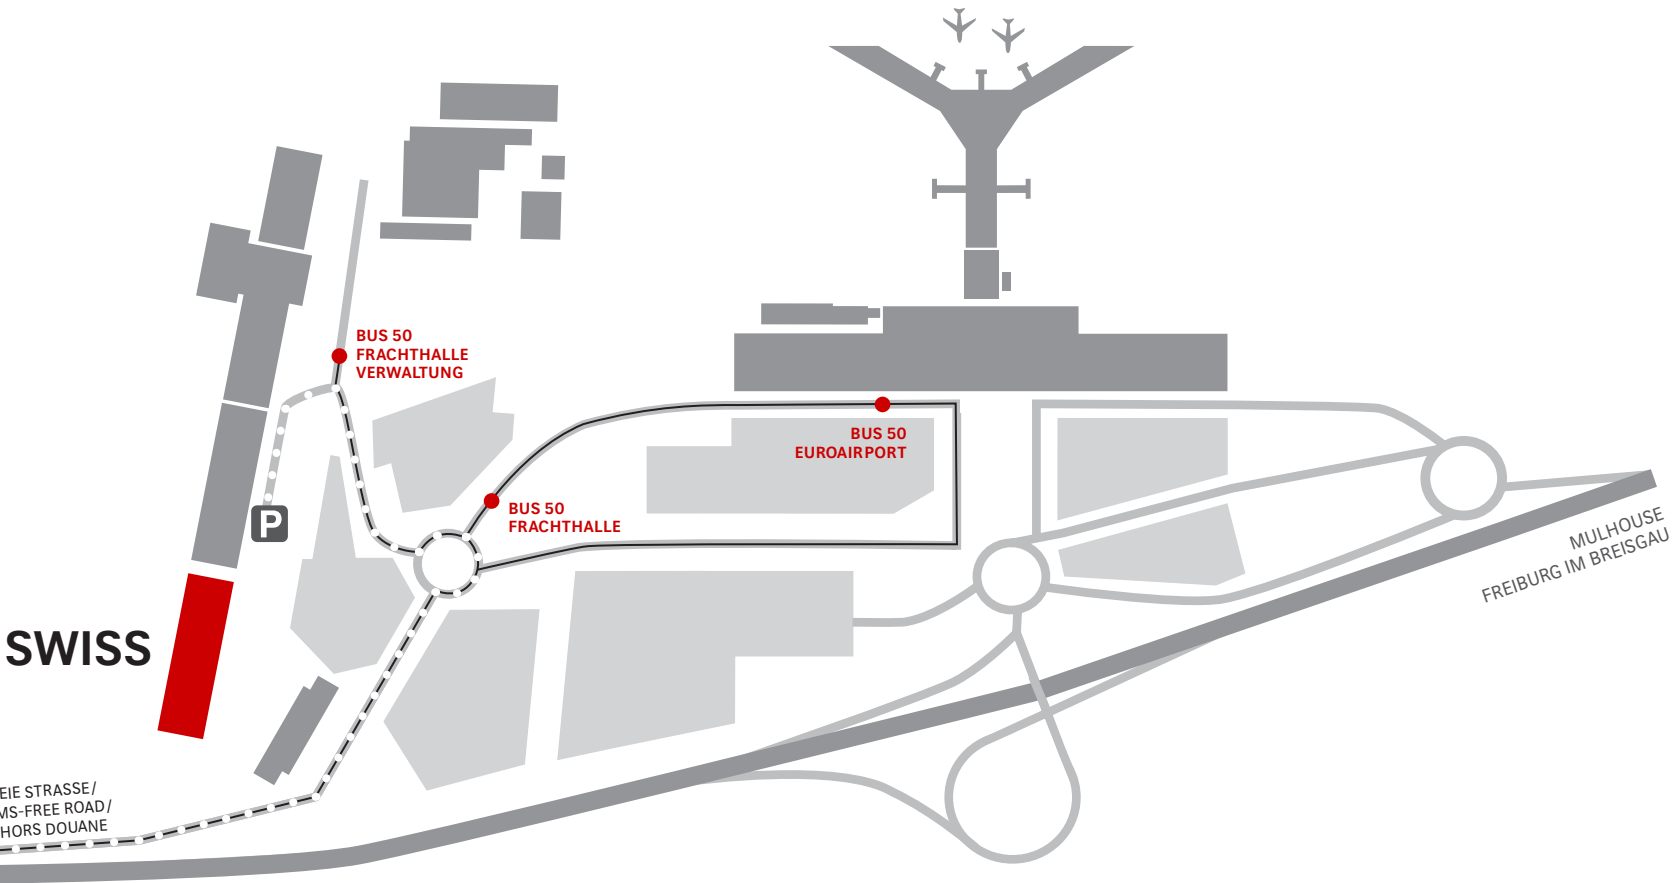 BUS 50
FRACHTHALLE
VERWALTUNG
BUS 50
EUROAIRPORT
BUS 50
FRACHTHALLE
P
MULHOUSE
FREIBURG IM BREISGAU
SWISS
EIE STRASSE/
MS-FREE ROAD/
HORS DOUANE